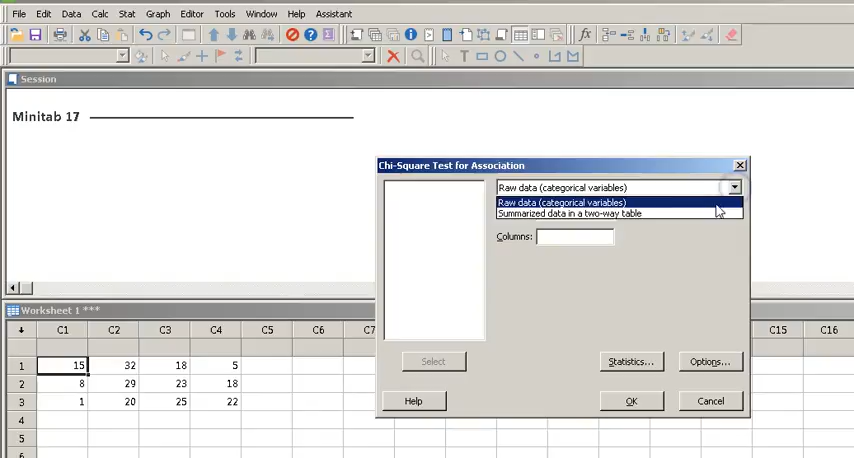 File Edit Data Calc Stat Graph Editor Tools Window Help Assistant
Session
Minitab 17
Chi-Square Test for Association
Raw data (categorical variables)
Raw data (categorical variables)
Summarized data in a two-way table
Columns:
Select
Statistics...
Options...
Help
OK
Cancel
Worksheet 1 ***
C1 C2 C3 C4 C5 C6 C7 C15 C16
1 15 32 18 5
2 8 29 23 18
3 1 20 25 22
4
5
6